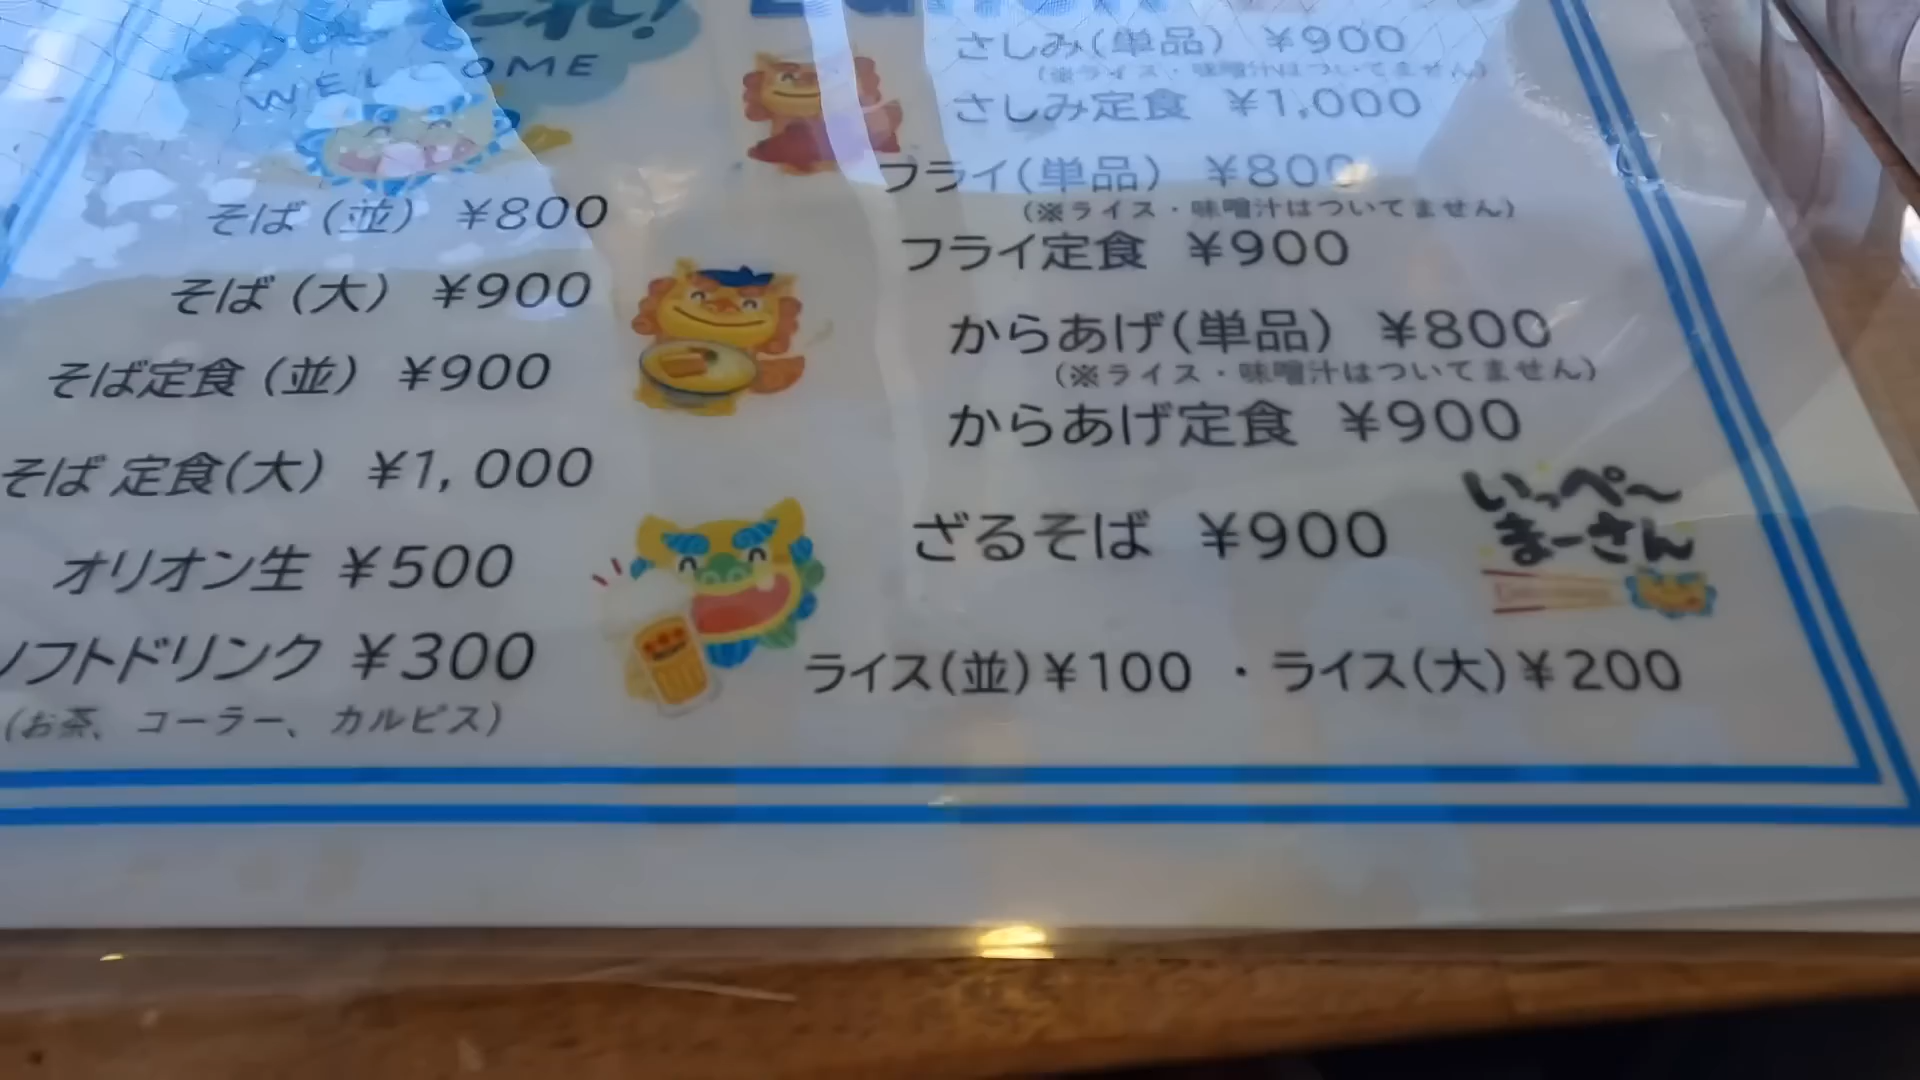 WELCOME
そば（並） ¥800
そば（大） ¥900
そば定食（並） ¥900
そば 定食（大） ¥1,000
オリオン生 ¥500
ソフトドリンク ¥300
（お茶、コーラー、カルピス）
さしみ（単品） ¥900
（※ライス・味噌汁はついてません）
さしみ定食 ¥1,000
フライ（単品） ¥800
（※ライス・味噌汁はついてません）
フライ定食 ¥900
からあげ（単品） ¥800
（※ライス・味噌汁はついてません）
からあげ定食 ¥900
ざるそば ¥900
いっぺ〜
まーさん
ライス（並）¥100 ・ライス（大）¥200